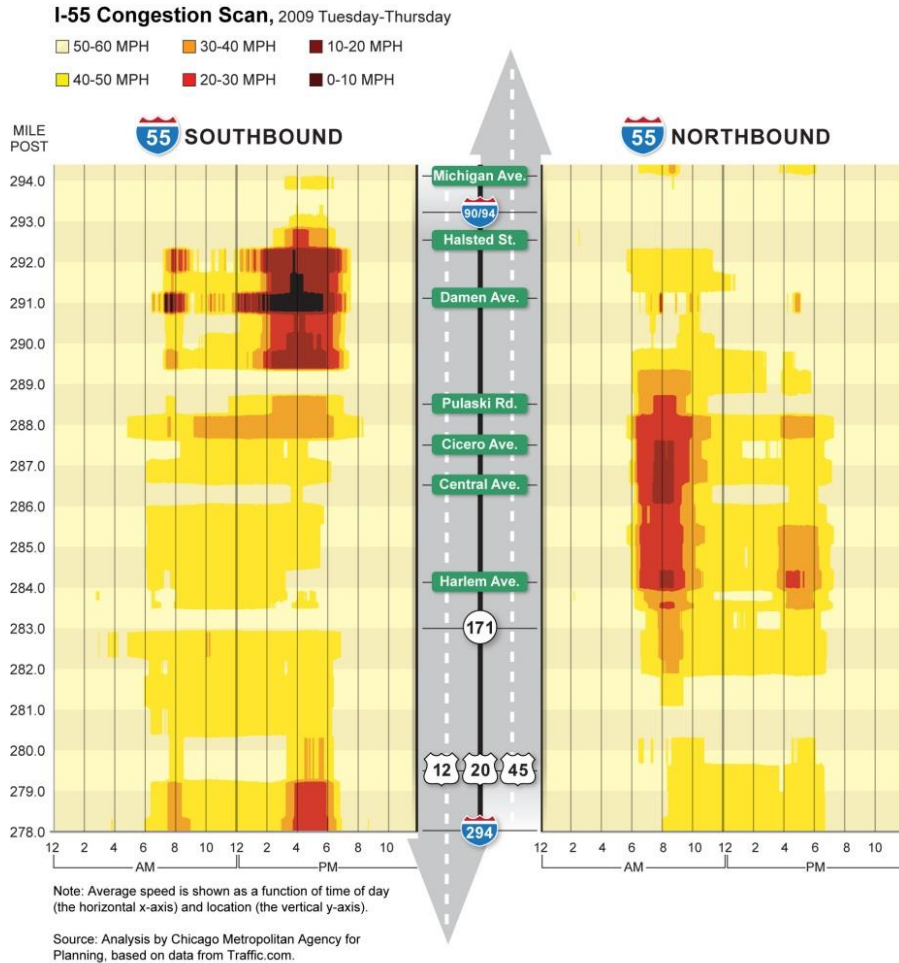 I-55 Congestion Scan, 2009 Tuesday-Thursday
50-60 MPH 30-40 MPH 10-20 MPH
40-50 MPH 20-30 MPH 0-10 MPH
MILE
POST
55 SOUTHBOUND
55 NORTHBOUND
294.0
293.0
292.0
291.0
290.0
289.0
288.0
287.0
286.0
285.0
284.0
283.0
282.0
281.0
280.0
279.0
278.0
Michigan Ave.
90/94
Halsted St.
Damen Ave.
Pulaski Rd.
Cicero Ave.
Central Ave.
Harlem Ave.
171
12 20 45
294
12 2 4 6 8 10 12 2 4 6 8 10
AM PM
12 2 4 6 8 10 12 2 4 6 8 10
AM PM
Note: Average speed is shown as a function of time of day
(the horizontal x-axis) and location (the vertical y-axis).
Source: Analysis by Chicago Metropolitan Agency for
Planning, based on data from Traffic.com.